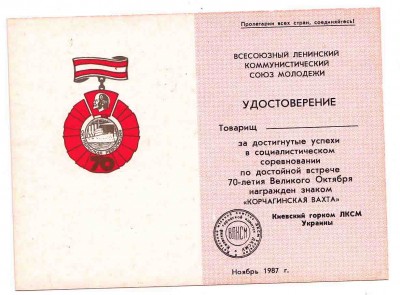 Пролетарии всех стран, соединяйтесь!
ВСЕСОЮЗНЫЙ ЛЕНИНСКИЙ
КОММУНИСТИЧЕСКИЙ
СОЮЗ МОЛОДЕЖИ
УДОСТОВЕРЕНИЕ
Товарищ
за достигнутые успехи
в социалистическом
соревновании
по достойной встрече
70-летия Великого Октября
награжден знаком
«КОРЧАГИНСКАЯ ВАХТА»
Киевский горком ЛКСМ
Украины
ВЛКСМ
Ноябрь 1987 г.
70